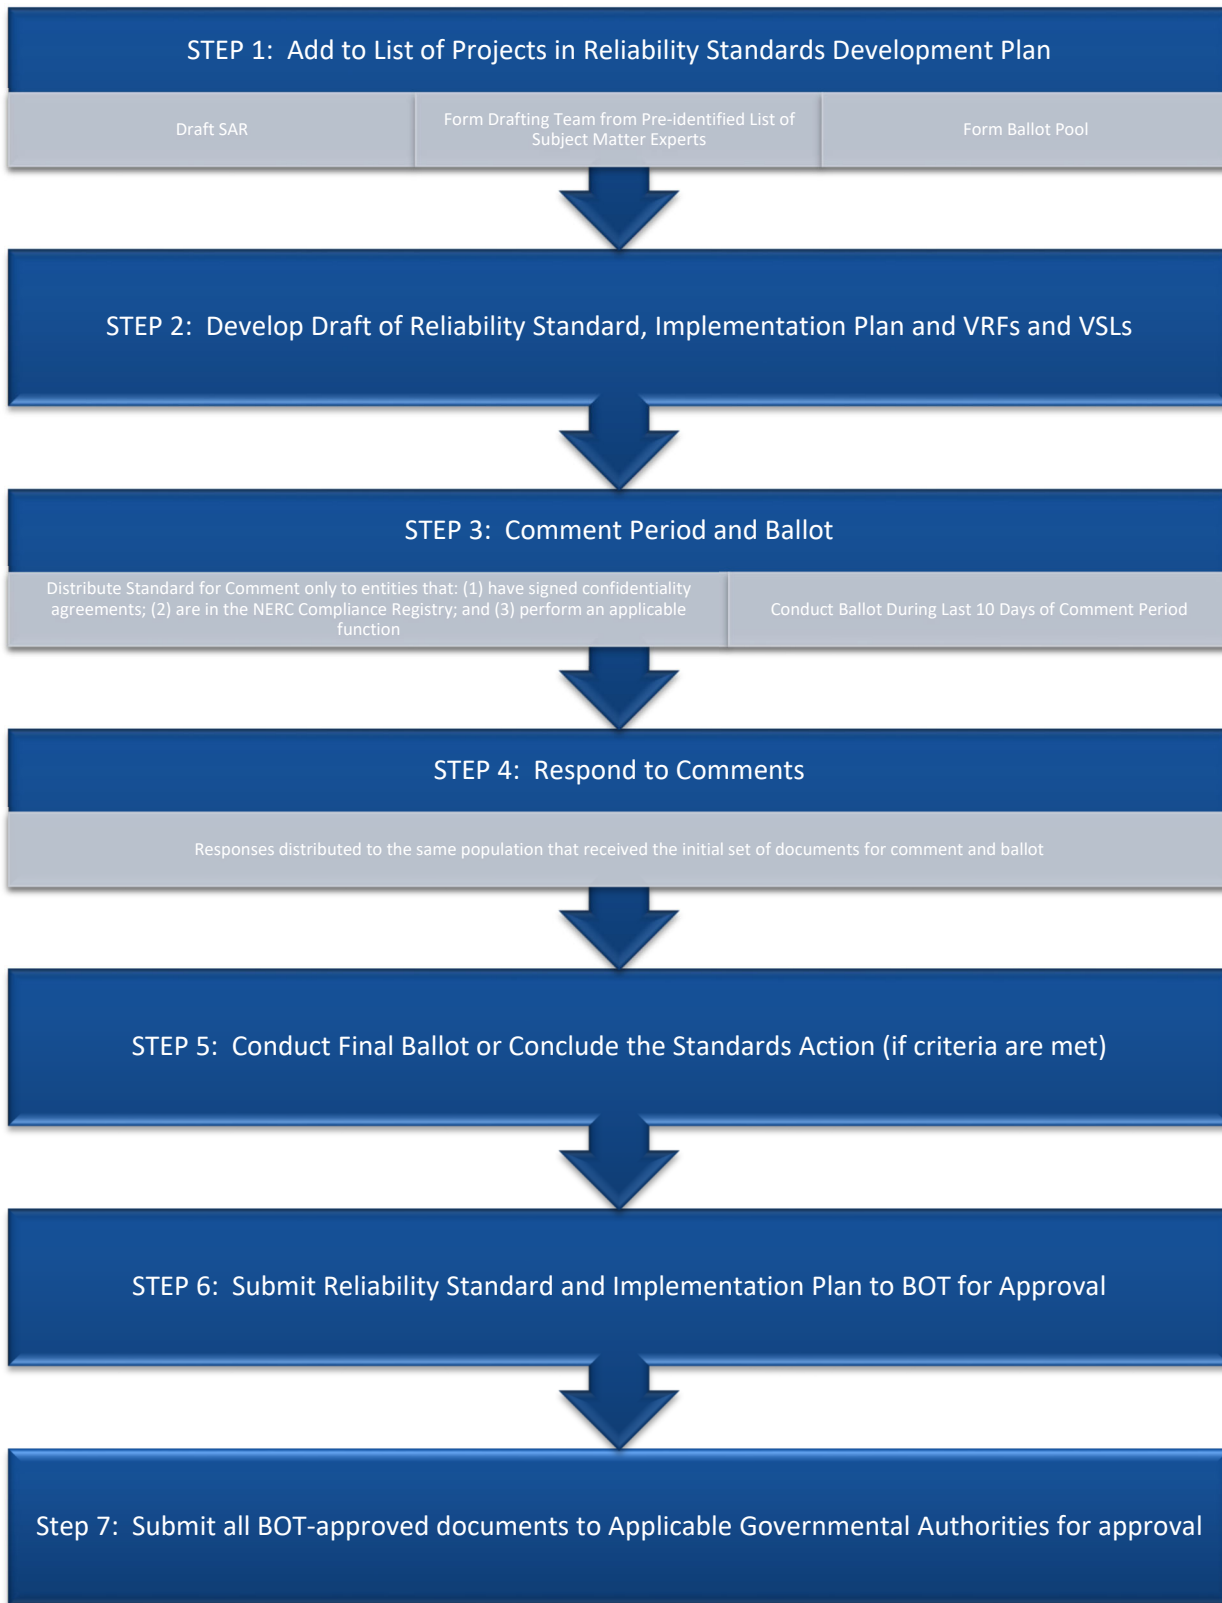 STEP 1:  Add to List of Projects in Reliability Standards Development Plan
Draft SAR
Form Drafting Team from Pre-identified List of
Subject Matter Experts
Form Ballot Pool
STEP 2:  Develop Draft of Reliability Standard, Implementation Plan and VRFs and VSLs
STEP 3:  Comment Period and Ballot
Distribute Standard for Comment only to entities that: (1) have signed confidentiality
agreements; (2) are in the NERC Compliance Registry; and (3) perform an applicable
function
Conduct Ballot During Last 10 Days of Comment Period
STEP 4:  Respond to Comments
Responses distributed to the same population that received the initial set of documents for comment and ballot
STEP 5:  Conduct Final Ballot or Conclude the Standards Action (if criteria are met)
STEP 6:  Submit Reliability Standard and Implementation Plan to BOT for Approval
Step 7:  Submit all BOT-approved documents to Applicable Governmental Authorities for approval